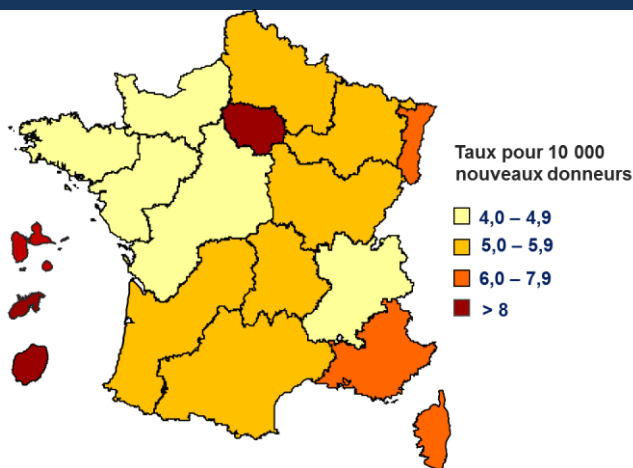 Taux pour 10 000
nouveaux donneurs
4,0 – 4,9
5,0 – 5,9
6,0 – 7,9
> 8